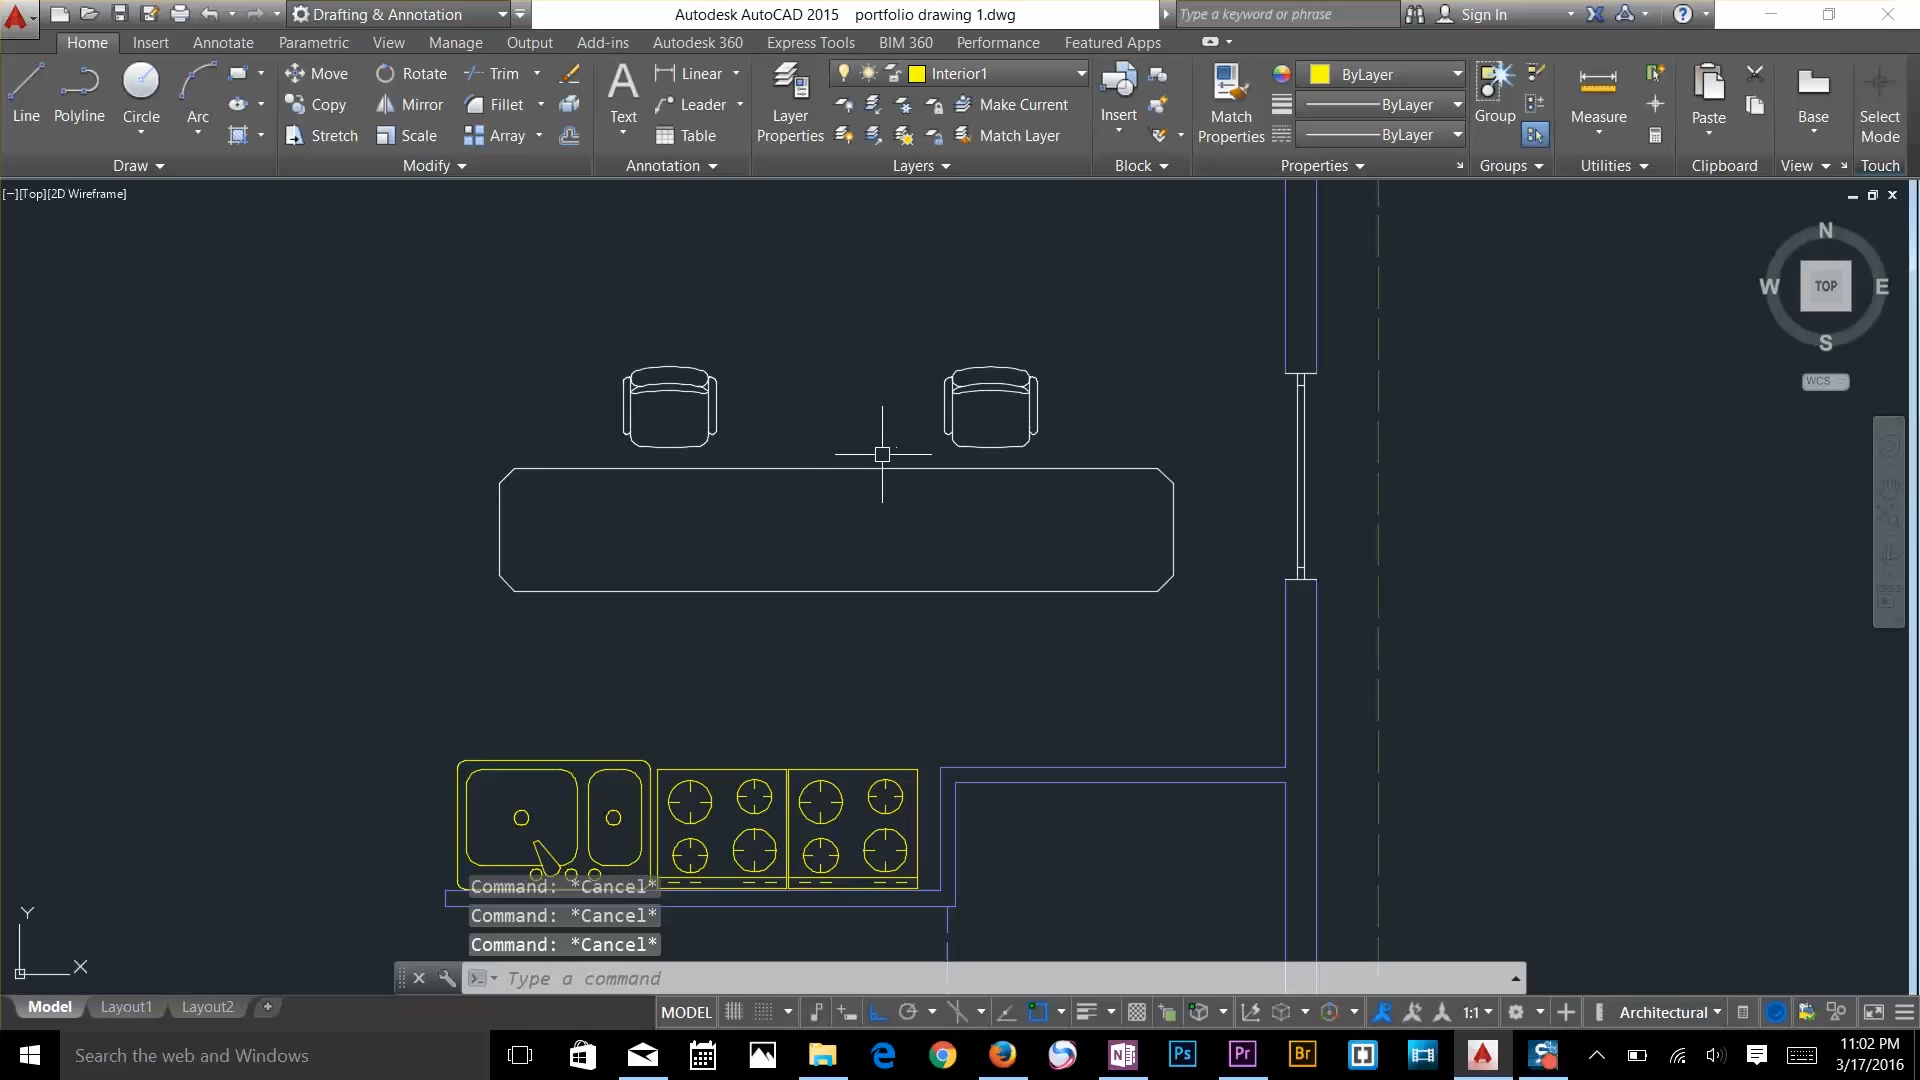 Drafting & Annotation
Autodesk AutoCAD 2015 portfolio drawing 1.dwg
Type a keyword or phrase
Sign In
Home Insert Annotate Parametric View Manage Output Add-ins Autodesk 360 Express Tools BIM 360 Performance Featured Apps
Line Polyline Circle Arc
Move Rotate Trim
Copy Mirror Fillet
Stretch Scale Array
Text
Linear
Leader
Table
Layer Properties
Interior1
Make Current
Match Layer
Insert
Match Properties
ByLayer
ByLayer
ByLayer
Group
Measure
Paste
Base
Select Mode
Draw Modify Annotation Layers Block Properties Groups Utilities Clipboard View Touch
[−][Top][2D Wireframe]
N
W TOP E
S
WCS
Command: *Cancel*
Command: *Cancel*
Command: *Cancel*
Y
X
Type a command
Model Layout1 Layout2
MODEL 1:1 Architectural
Search the web and Windows
Ps Pr Br
11:02 PM
3/17/2016